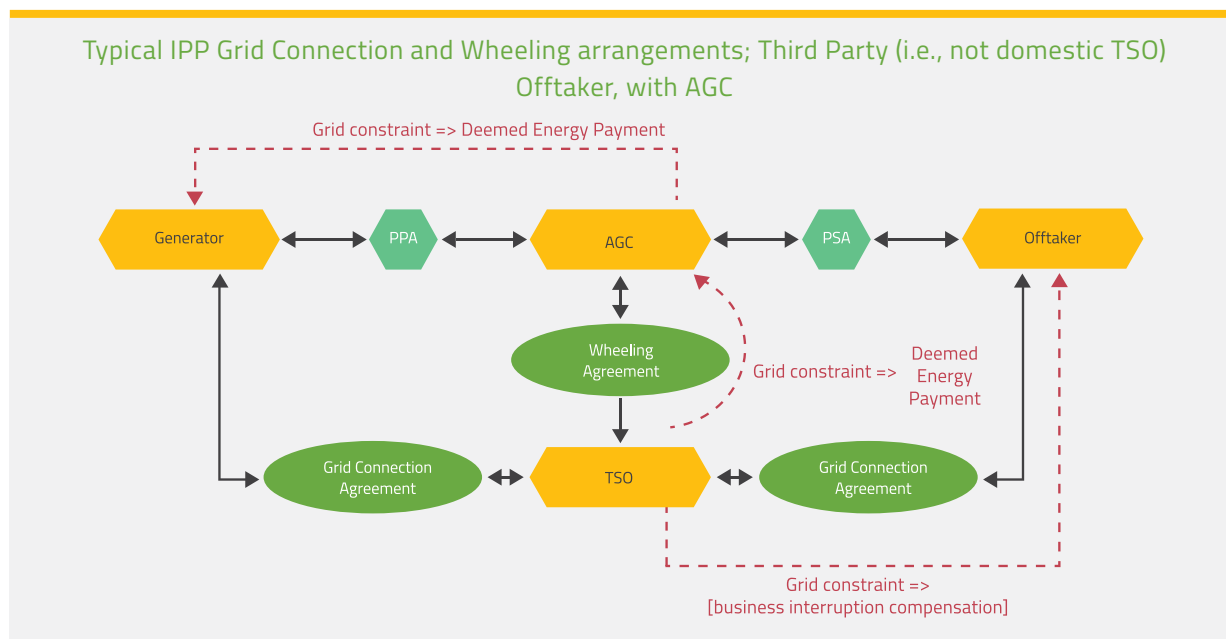 Typical IPP Grid Connection and Wheeling arrangements; Third Party (i.e., not domestic TSO)
Offtaker, with AGC
Grid constraint => Deemed Energy Payment
Generator
PPA
AGC
PSA
Offtaker
Wheeling
Agreement
Grid constraint =>
Deemed
Energy
Payment
Grid Connection
Agreement
TSO
Grid Connection
Agreement
Grid constraint =>
[business interruption compensation]